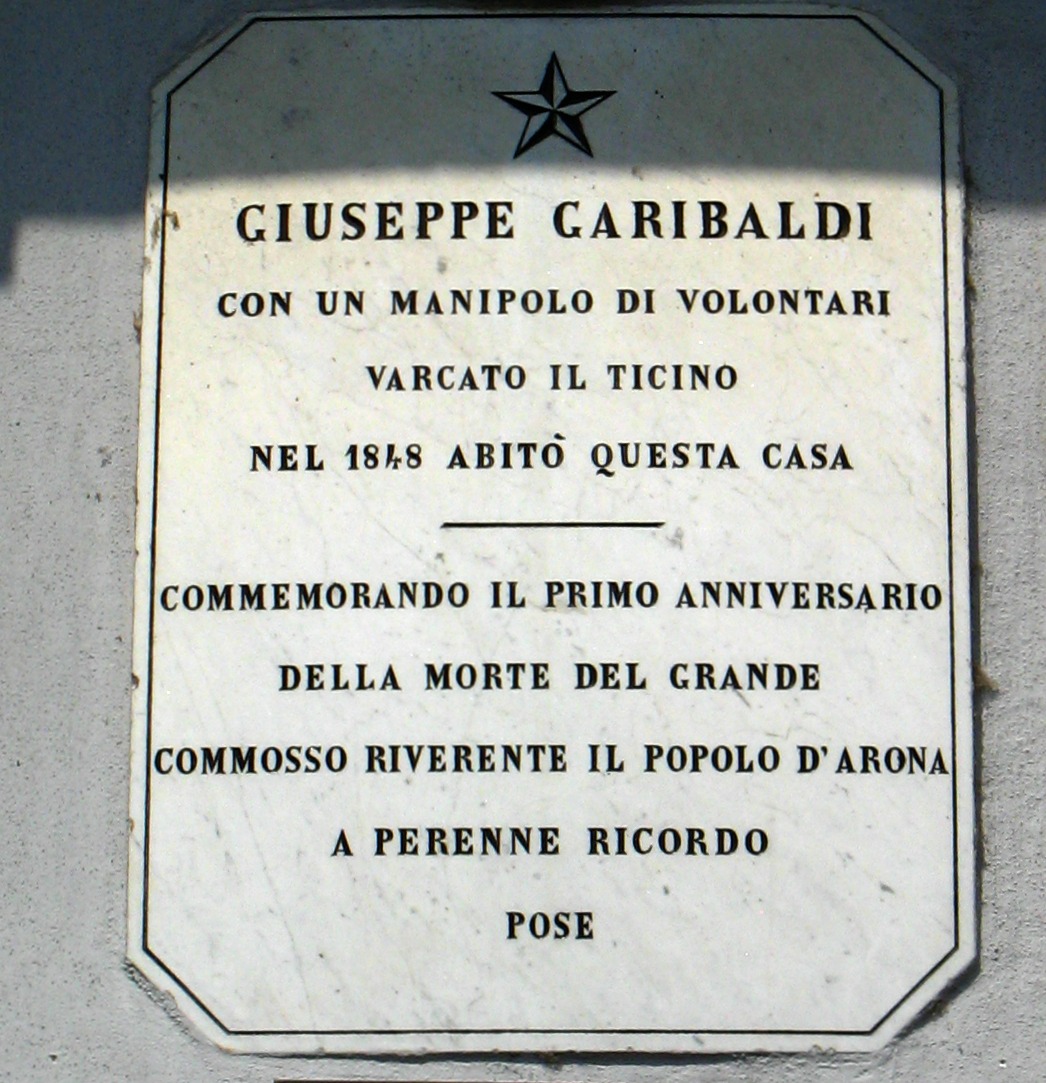 GIUSEPPE GARIBALDI
CON UN MANIPOLO DI VOLONTARI
VARCATO IL TICINO
NEL 1848 ABITÒ QUESTA CASA
COMMEMORANDO IL PRIMO ANNIVERSARIO
DELLA MORTE DEL GRANDE
COMMOSSO RIVERENTE IL POPOLO D'ARONA
A PERENNE RICORDO
POSE